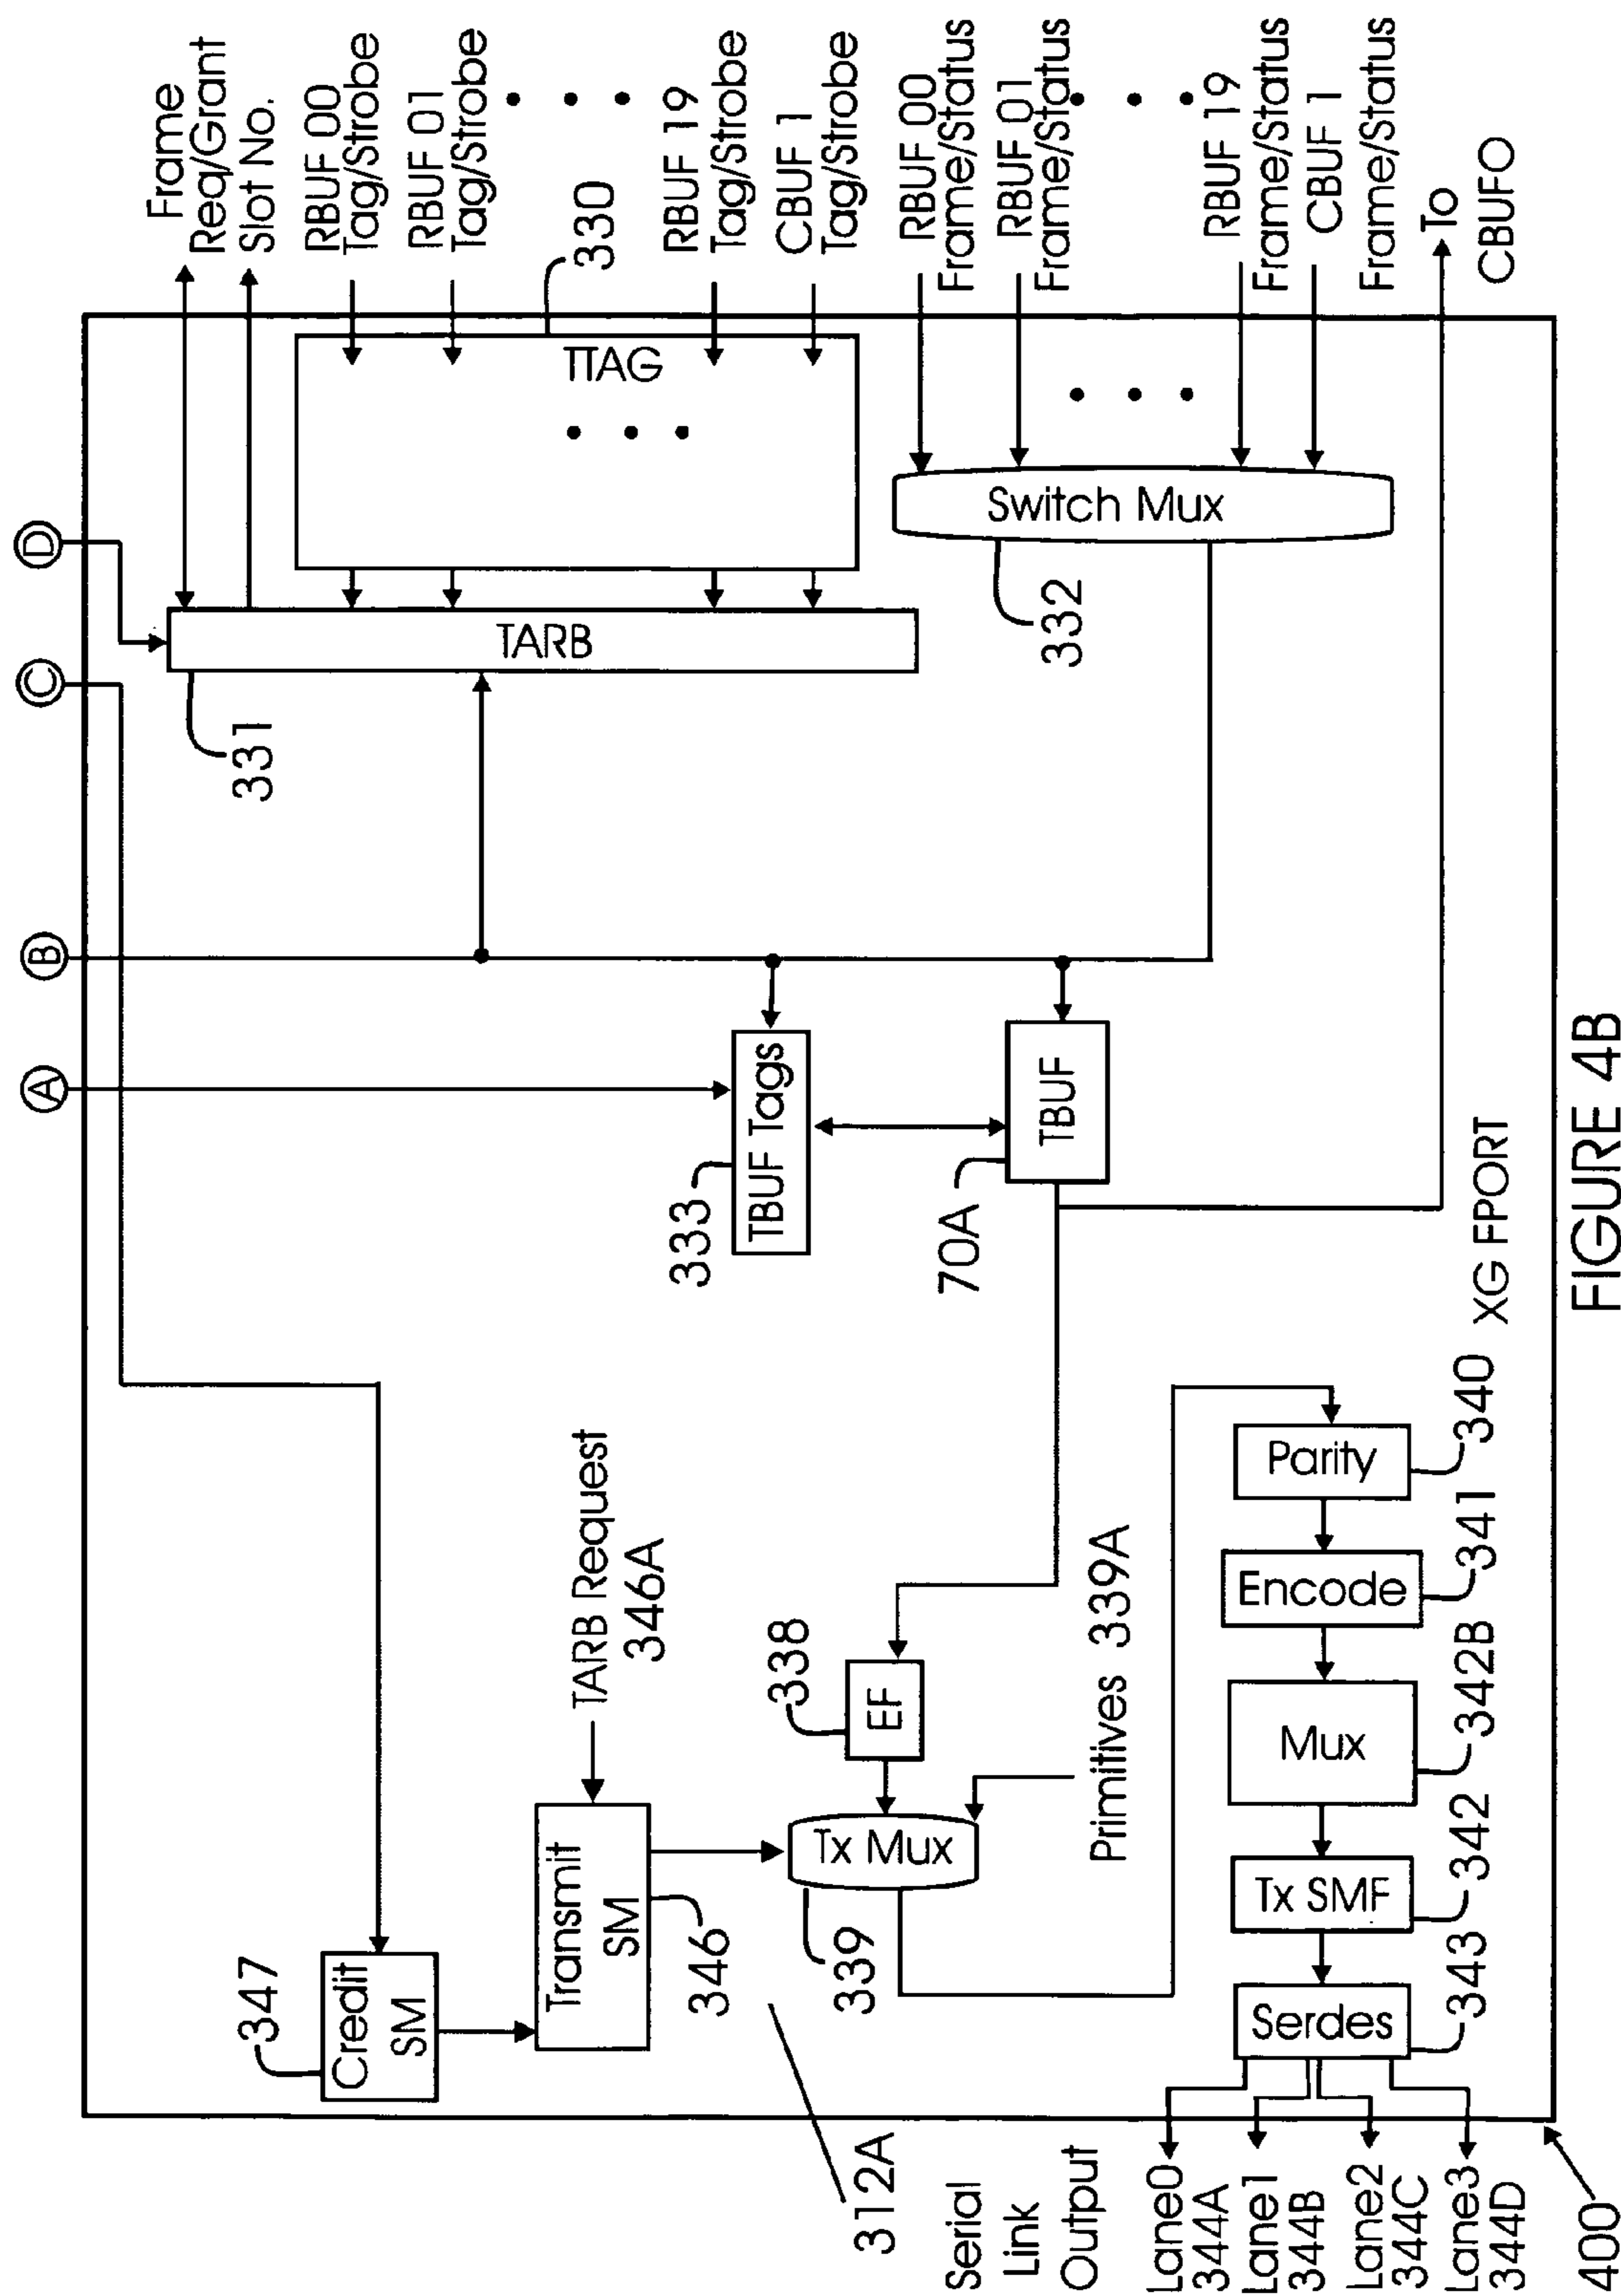 Frame
Req/Grant
Slot No.
RBUF 00
Tag/Strobe
RBUF 01
Tag/Strobe
RBUF 19
Tag/Strobe
CBUF 1
Tag/Strobe
RBUF 00
Frame/Status
RBUF 01
Frame/Status
RBUF 19
Frame/Status
CBUF 1
Frame/Status
To
CBUFO
330
TTAG
Switch Mux
332
D
TARB
331
C
B
A
TBUF Tags
333
TBUF
70A
XG FPORT
TARB Request
346A
338
EF
Primitives 339A
Parity
340
Encode
341
Mux
342B
Tx SMF
342
Serdes
343
Tx Mux
339
Transmit
SM
346
Credit
SM
347
312A
Serial
Link
Output
Lane0
344A
Lane1
344B
Lane2
344C
Lane3
344D
400
FIGURE 4B